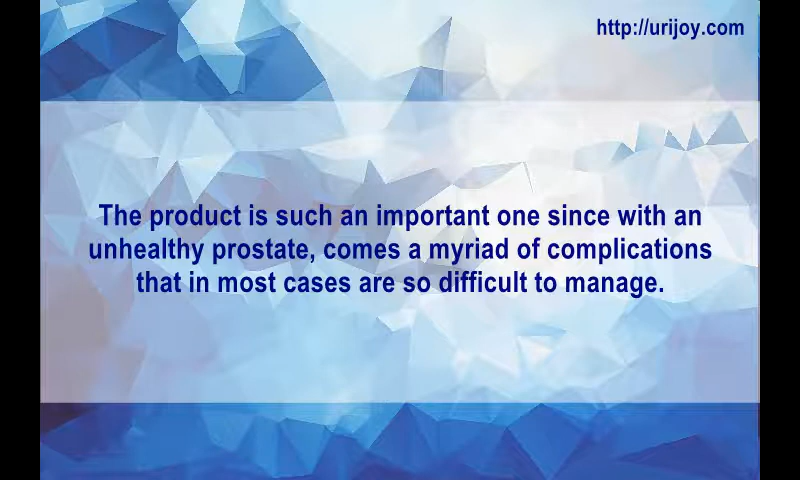 http://urijoy.com
The product is such an important one since with an
unhealthy prostate, comes a myriad of complications
that in most cases are so difficult to manage.